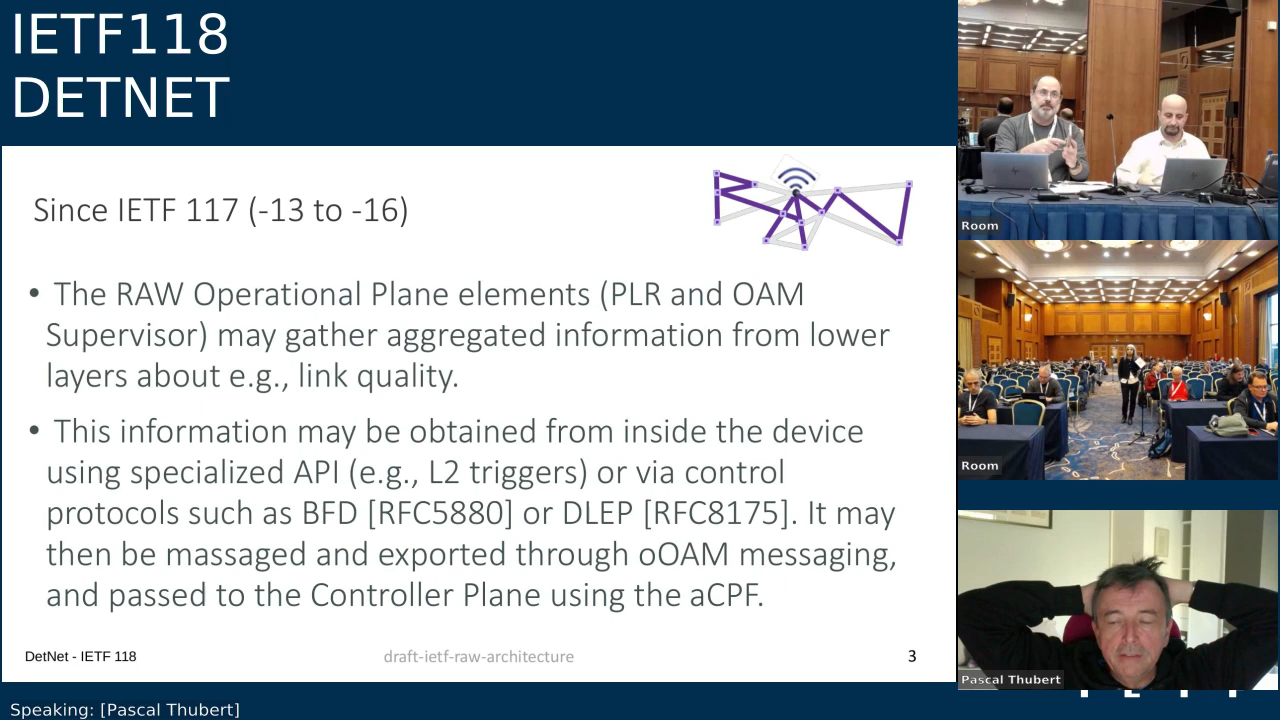 IETF118
DETNET
Since IETF 117 (-13 to -16)
• The RAW Operational Plane elements (PLR and OAM
Supervisor) may gather aggregated information from lower
layers about e.g., link quality.
• This information may be obtained from inside the device
using specialized API (e.g., L2 triggers) or via control
protocols such as BFD [RFC5880] or DLEP [RFC8175]. It may
then be massaged and exported through oOAM messaging,
and passed to the Controller Plane using the aCPF.
DetNet - IETF 118
draft-ietf-raw-architecture
3
Room
Room
Pascal Thubert
Speaking: [Pascal Thubert]